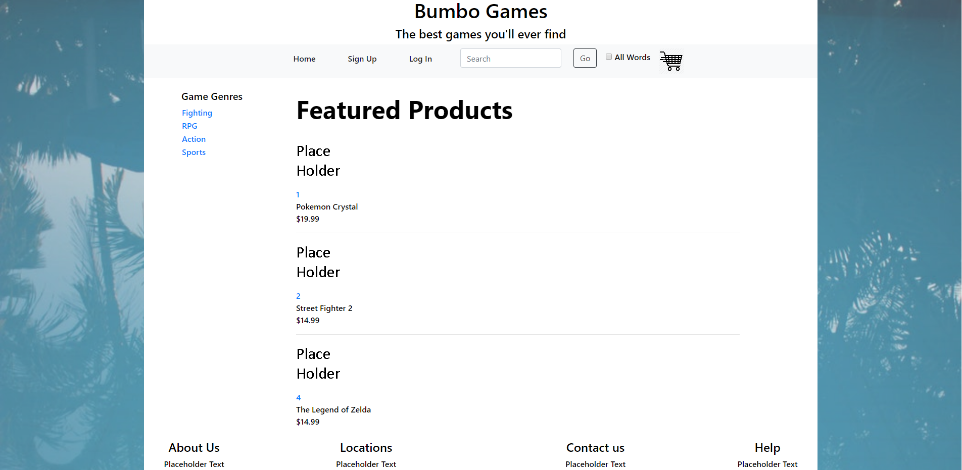 Bumbo Games
The best games you'll ever find
Home Sign Up Log In Search Go All Words
Game Genres
Fighting
RPG
Action
Sports
Featured Products
Place
Holder
1
Pokemon Crystal
$19.99
Place
Holder
2
Street Fighter 2
$14.99
Place
Holder
4
The Legend of Zelda
$14.99
About Us Locations Contact us Help
Placeholder Text Placeholder Text Placeholder Text Placeholder Text